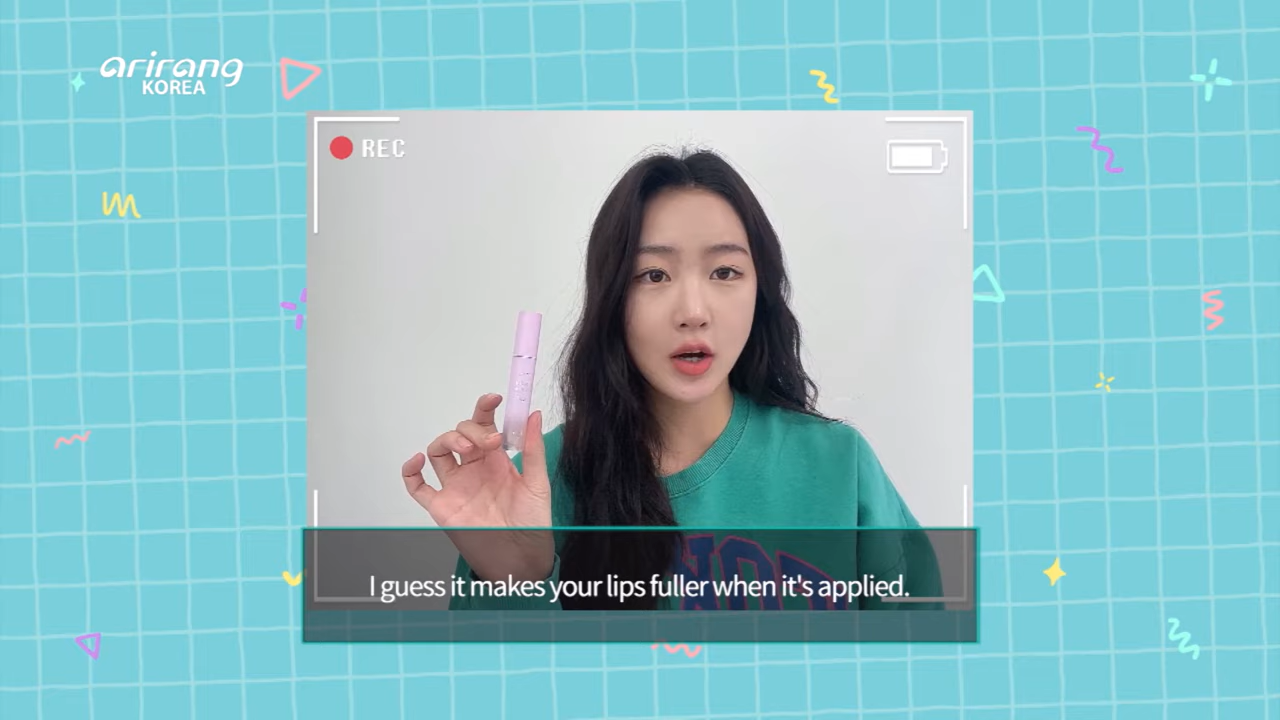 arirang
KOREA
REC
I guess it makes your lips fuller when it's applied.